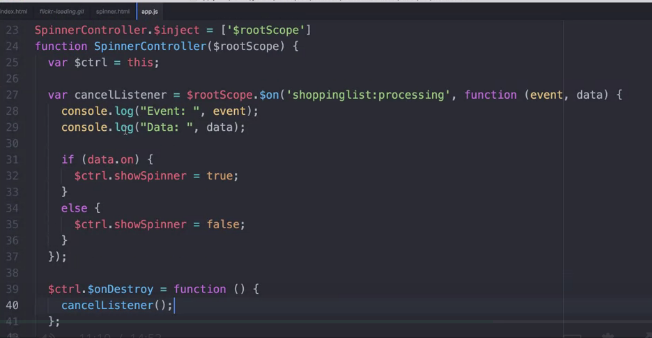 index.html flickr-loading.gif spinner.html app.js
23 SpinnerController.$inject = ['$rootScope']
24 function SpinnerController($rootScope) {
25 var $ctrl = this;
26
27 var cancelListener = $rootScope.$on('shoppinglist:processing', function (event, data) {
28 console.log("Event: ", event);
29 console.log("Data: ", data);
30
31 if (data.on) {
32 $ctrl.showSpinner = true;
33 }
34 else {
35 $ctrl.showSpinner = false;
36 }
37 });
38
39 $ctrl.$onDestroy = function () {
40 cancelListener();
41 };